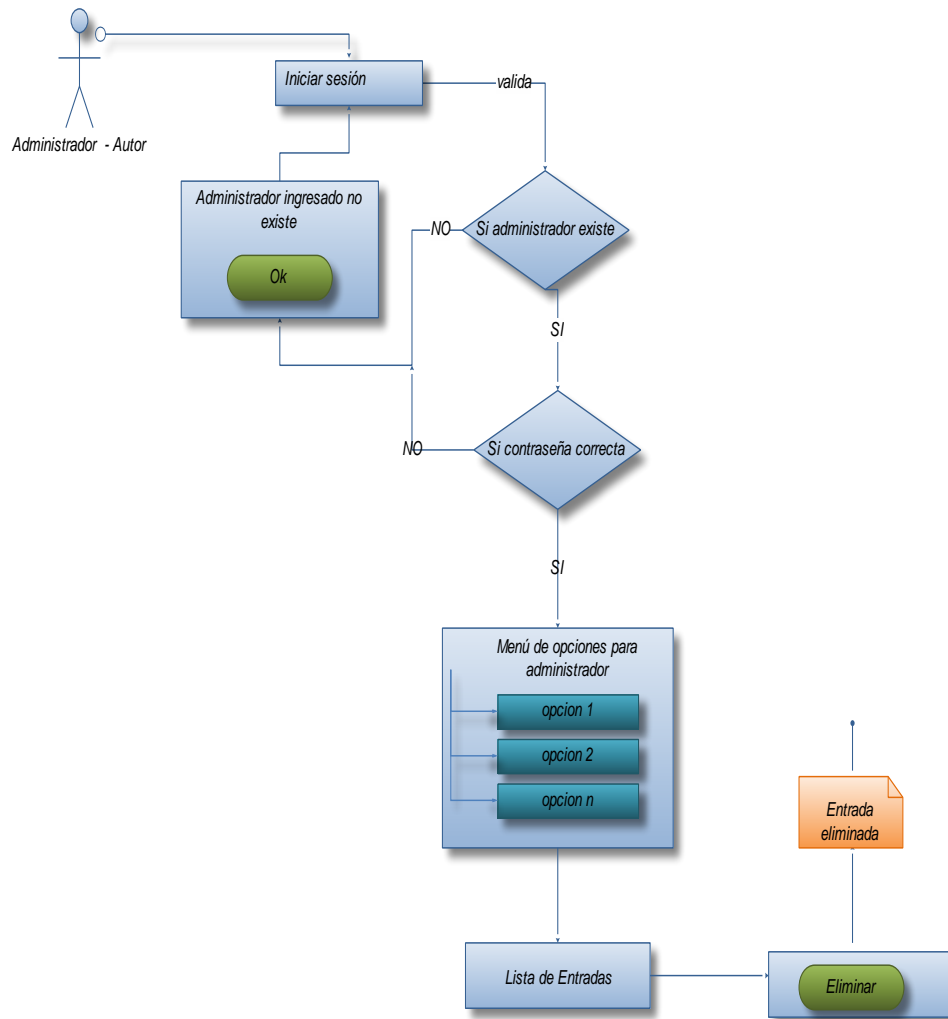 Iniciar sesión
valida
Administrador - Autor
Administrador ingresado no
existe
Ok
NO
Si administrador existe
SI
NO
Si contraseña correcta
SI
Menú de opciones para
administrador
opcion 1
opcion 2
opcion n
Entrada
eliminada
Lista de Entradas
Eliminar